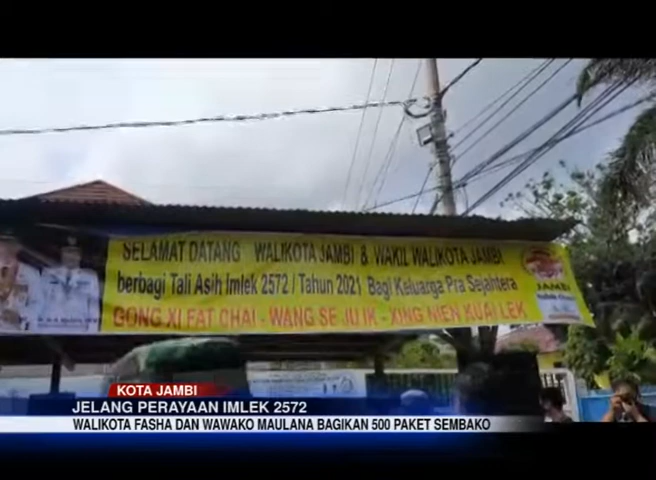 SELAMAT DATANG WALIKOTA JAMBI & WAKIL WALIKOTA JAMBI
berbagi Tali Asih Imlek 2572 / Tahun 2021 Bagi Keluarga Pra Sejahtera
GONG XI FAT CHAI - WANG SE JU IK - XING NIEN KUAI LEK
JAMBI
KOTA JAMBI
JELANG PERAYAAN IMLEK 2572
WALIKOTA FASHA DAN WAWAKO MAULANA BAGIKAN 500 PAKET SEMBAKO